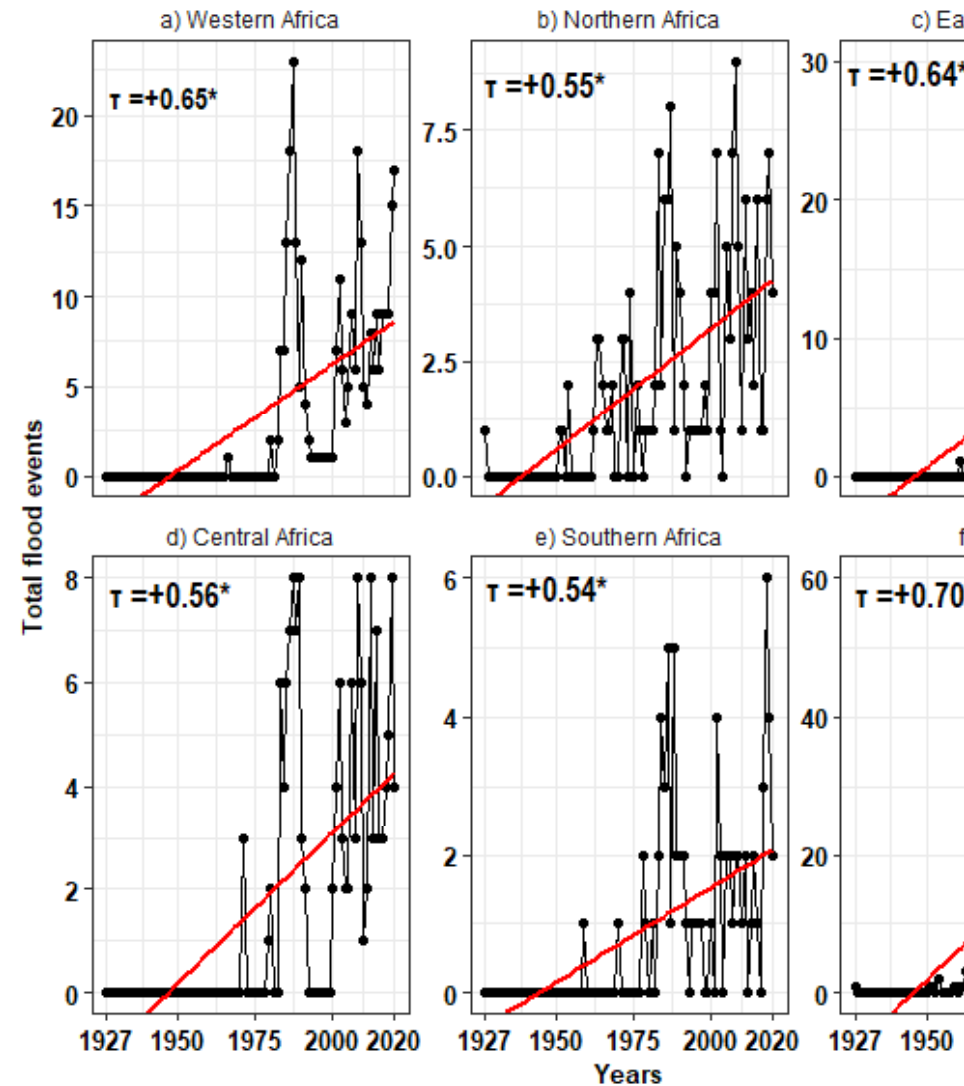 a) Western Africa
b) Northern Africa
c) Ea
τ =+0.65*
τ =+0.55*
τ =+0.64*
20
15
10
5
0
7.5
5.0
2.5
0.0
30
20
10
0
Total flood events
d) Central Africa
e) Southern Africa
f
τ =+0.56*
τ =+0.54*
τ =+0.70
8
6
4
2
0
6
4
2
0
60
40
20
0
1927 1950 1975 2000 2020
1927 1950 1975 2000 2020
1927 1950
Years